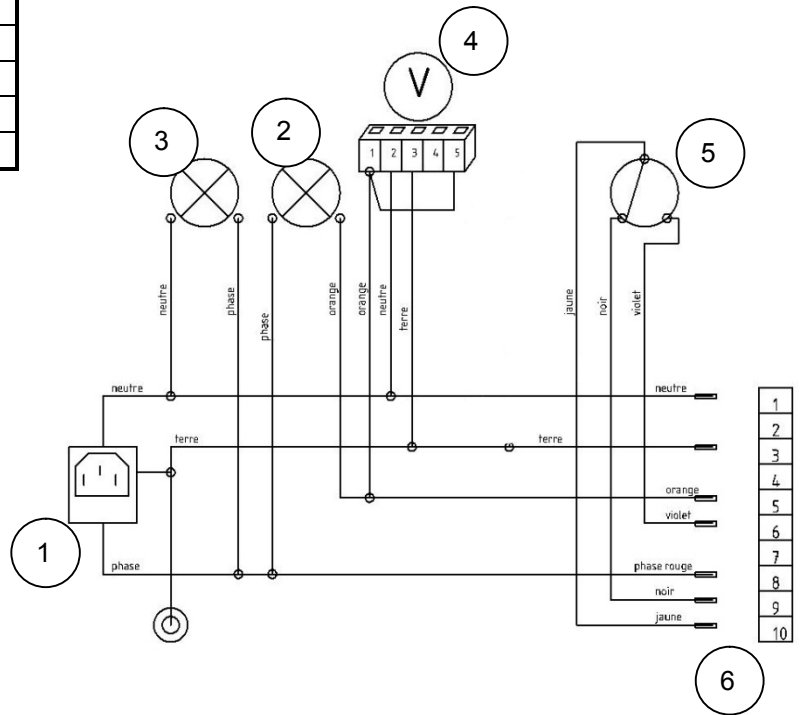 4
V
3
2
5
1 2 3 4 5
neutre
phase
phase
orange
orange
neutre
terre
jaune
noir
violet
neutre
neutre
terre
terre
orange
violet
phase
phase rouge
noir
jaune
1
2
3
4
5
6
7
8
9
10
1
6